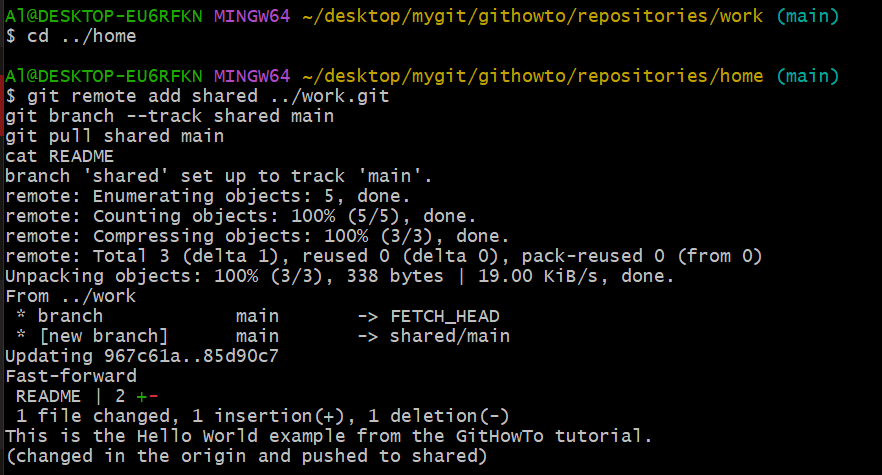 Al@DESKTOP-EU6RFKN MINGW64 ~/desktop/mygit/githowto/repositories/work (main)
$ cd ../home
Al@DESKTOP-EU6RFKN MINGW64 ~/desktop/mygit/githowto/repositories/home (main)
$ git remote add shared ../work.git
git branch --track shared main
git pull shared main
cat README
branch 'shared' set up to track 'main'.
remote: Enumerating objects: 5, done.
remote: Counting objects: 100% (5/5), done.
remote: Compressing objects: 100% (3/3), done.
remote: Total 3 (delta 1), reused 0 (delta 0), pack-reused 0 (from 0)
Unpacking objects: 100% (3/3), 338 bytes | 19.00 KiB/s, done.
From ../work
 * branch            main       -> FETCH_HEAD
 * [new branch]      main       -> shared/main
Updating 967c61a..85d90c7
Fast-forward
 README | 2 +-
 1 file changed, 1 insertion(+), 1 deletion(-)
This is the Hello World example from the GitHowTo tutorial.
(changed in the origin and pushed to shared)